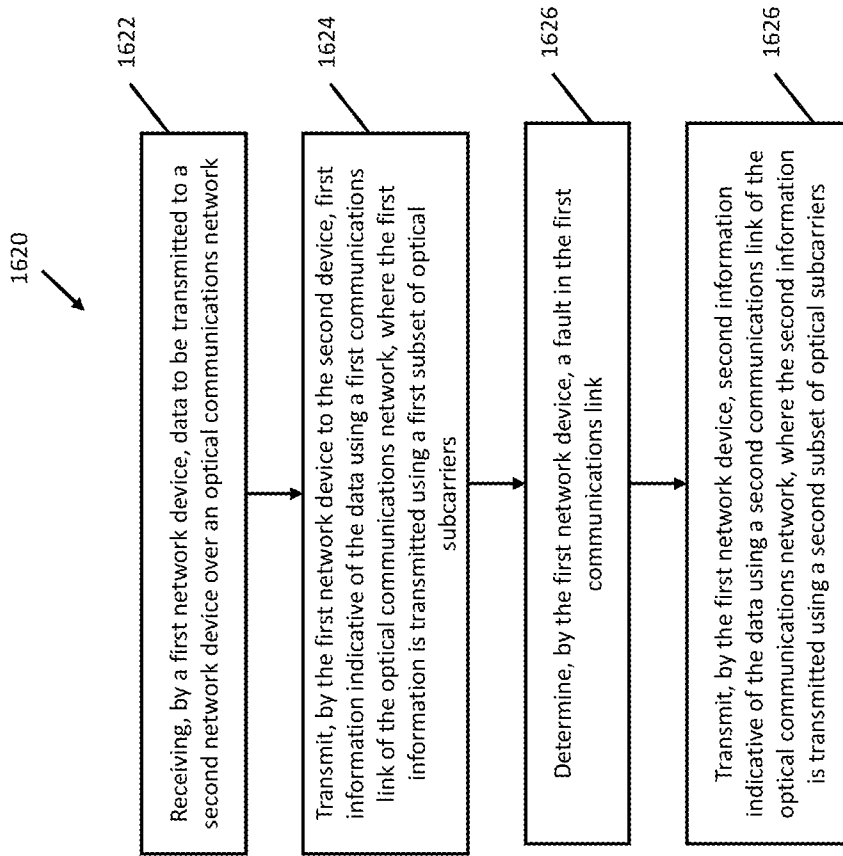 1620
Receiving, by a first network device, data to be transmitted to a
second network device over an optical communications network
1622
Transmit, by the first network device to the second device, first
information indicative of the data using a first communications
link of the optical communications network, where the first
information is transmitted using a first subset of optical
subcarriers
1624
Determine, by the first network device, a fault in the first
communications link
1626
Transmit, by the first network device, second information
indicative of the data using a second communications link of the
optical communications network, where the second information
is transmitted using a second subset of optical subcarriers
1626